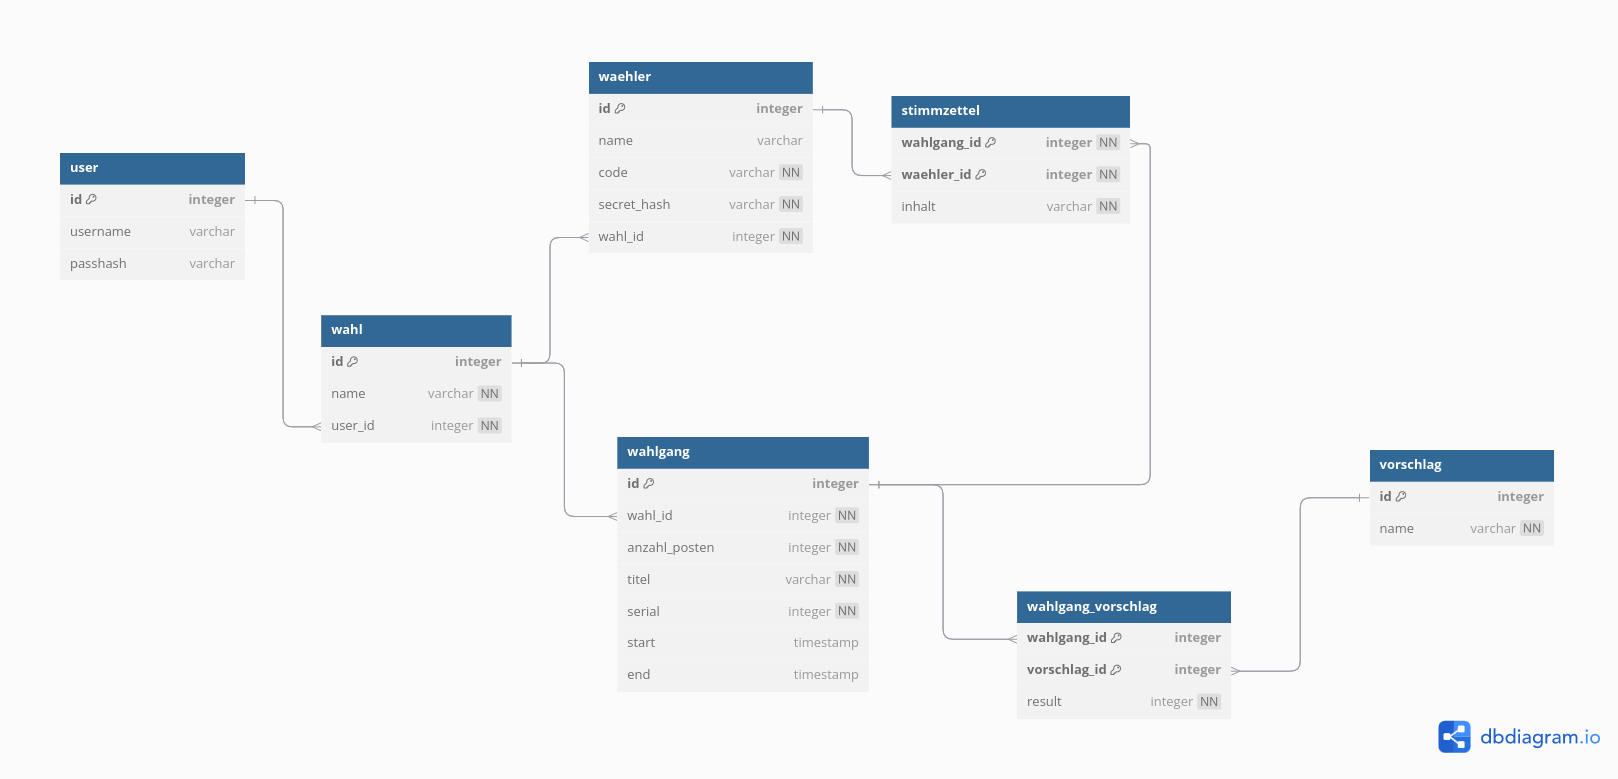 user
id integer
username varchar
passhash varchar
wahl
id integer
name varchar NN
user_id integer NN
waehler
id integer
name varchar
code varchar NN
secret_hash varchar NN
wahl_id integer NN
stimmzettel
wahlgang_id integer NN
waehler_id integer NN
inhalt varchar NN
wahlgang
id integer
wahl_id integer NN
anzahl_posten integer NN
titel varchar NN
serial integer NN
start timestamp
end timestamp
wahlgang_vorschlag
wahlgang_id integer
vorschlag_id integer
result integer NN
vorschlag
id integer
name varchar NN
dbdiagram.io